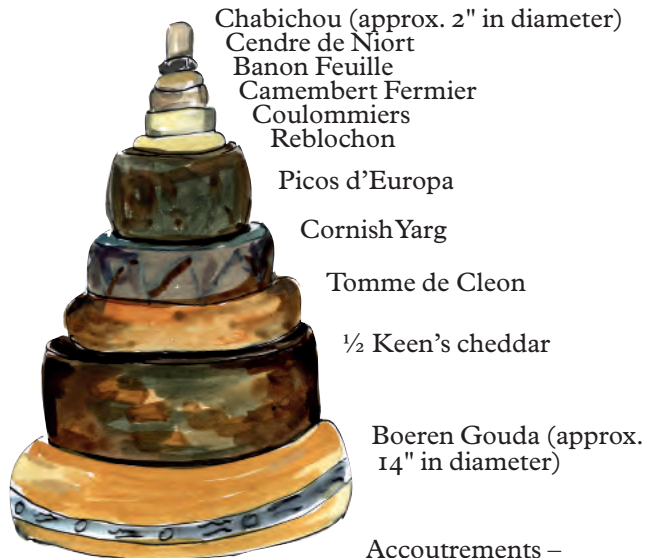 Chabichou (approx. 2" in diameter)
Cendre de Niort
Banon Feuille
Camembert Fermier
Coulommiers
Reblochon
Picos d’Europa
Cornish Yarg
Tomme de Cleon
½ Keen's cheddar
Boeren Gouda (approx.
14" in diameter)
Accoutrements –